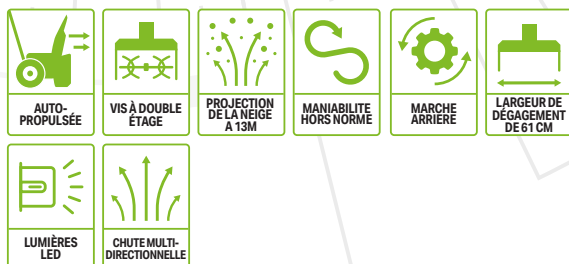 AUTO-
PROPULSÉE
VIS À DOUBLE
ÉTAGE
PROJECTION
DE LA NEIGE
A 13M
MANIABILITE
HORS NORME
MARCHE
ARRIÈRE
LARGEUR DE
DÉGAGEMENT
DE 61 CM
LUMIÈRES
LED
CHUTE MULTI-
DIRECTIONNELLE